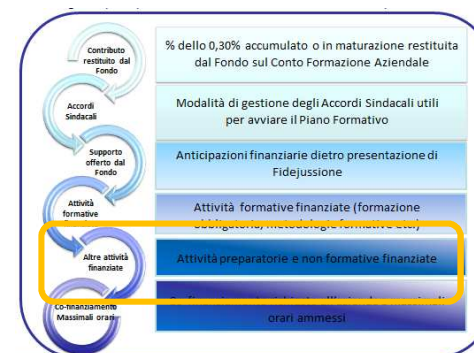 Contributo
restituito dal
Fondo
% dello 0,30% accumulato o in maturazione restituita
dal Fondo sul Conto Formazione Aziendale
Accordi
Sindacali
Modalità di gestione degli Accordi Sindacali utili
per avviare il Piano Formativo
Supporto
offerto dal
Fondo
Anticipazioni finanziarie dietro presentazione di
Fidejussione
Attività
formative
Attività formative finanziate (formazione
Altre attività
finanziate
Attività preparatorie e non formative finanziate
Co-finanziamento
Massimali orari
orari ammessi